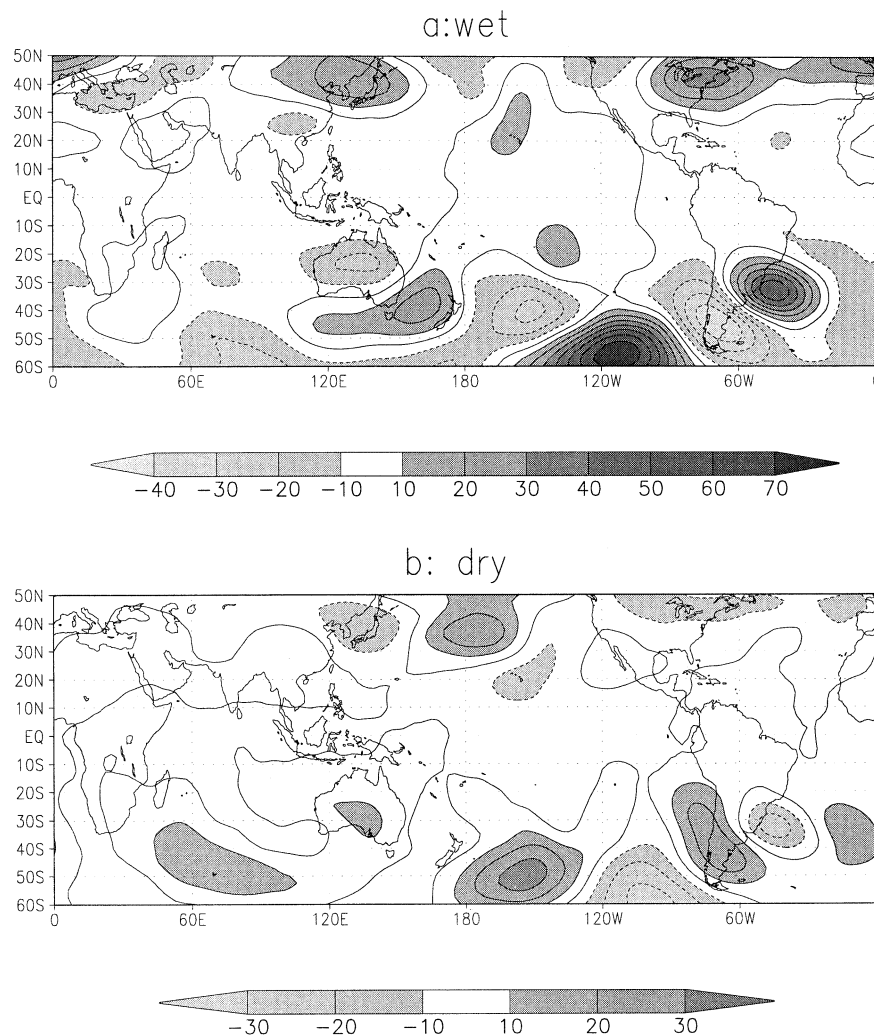 a:wet
50N
40N
30N
20N
10N
EQ
10S
20S
30S
40S
50S
60S
0 60E 120E 180 120W 60W 0
-40 -30 -20 -10 10 20 30 40 50 60 70
b: dry
50N
40N
30N
20N
10N
EQ
10S
20S
30S
40S
50S
60S
0 60E 120E 180 120W 60W
-30 -20 -10 10 20 30